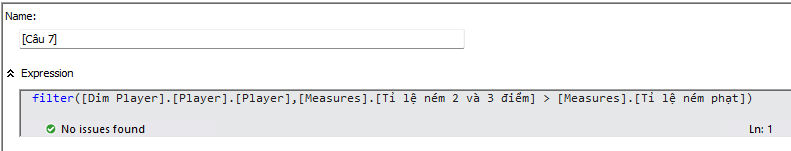 Name:
[Câu 7]
Expression
filter([Dim Player].[Player].[Player],[Measures].[Tỉ lệ ném 2 và 3 điểm] > [Measures].[Tỉ lệ ném phạt])
No issues found
Ln: 1